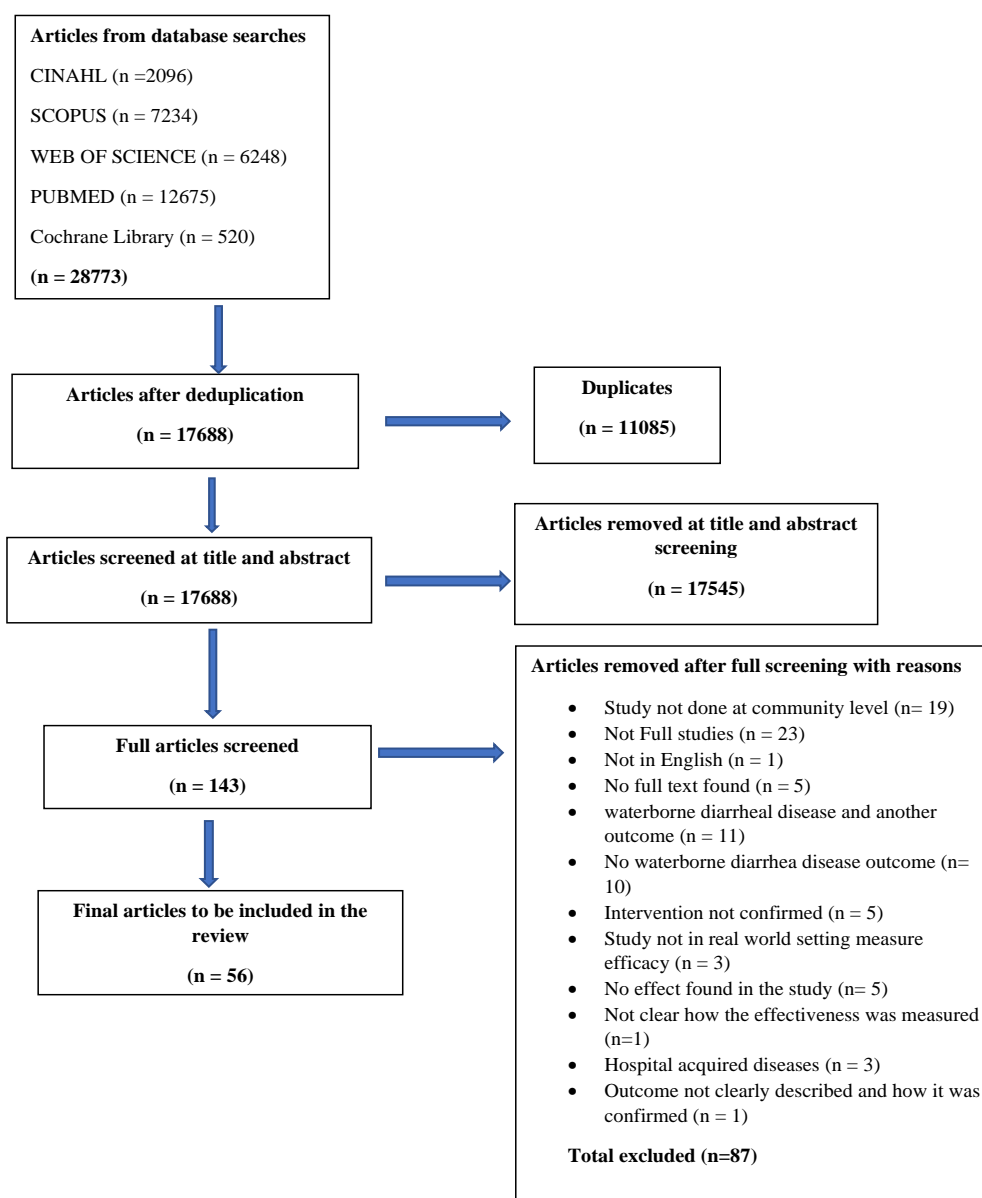 Articles from database searches
CINAHL (n =2096)
SCOPUS (n = 7234)
WEB OF SCIENCE (n = 6248)
PUBMED (n = 12675)
Cochrane Library (n = 520)
(n = 28773)
Articles after deduplication
(n = 17688)
Duplicates
(n = 11085)
Articles screened at title and abstract
(n = 17688)
Articles removed at title and abstract
screening
(n = 17545)
Full articles screened
(n = 143)
Articles removed after full screening with reasons
• Study not done at community level (n= 19)
• Not Full studies (n = 23)
• Not in English (n = 1)
• No full text found (n = 5)
• waterborne diarrheal disease and another
outcome (n = 11)
• No waterborne diarrhea disease outcome (n=
10)
• Intervention not confirmed (n = 5)
• Study not in real world setting measure
efficacy (n = 3)
• No effect found in the study (n= 5)
• Not clear how the effectiveness was measured
(n=1)
• Hospital acquired diseases (n = 3)
• Outcome not clearly described and how it was
confirmed (n = 1)
Total excluded (n=87)
Final articles to be included in the
review
(n = 56)